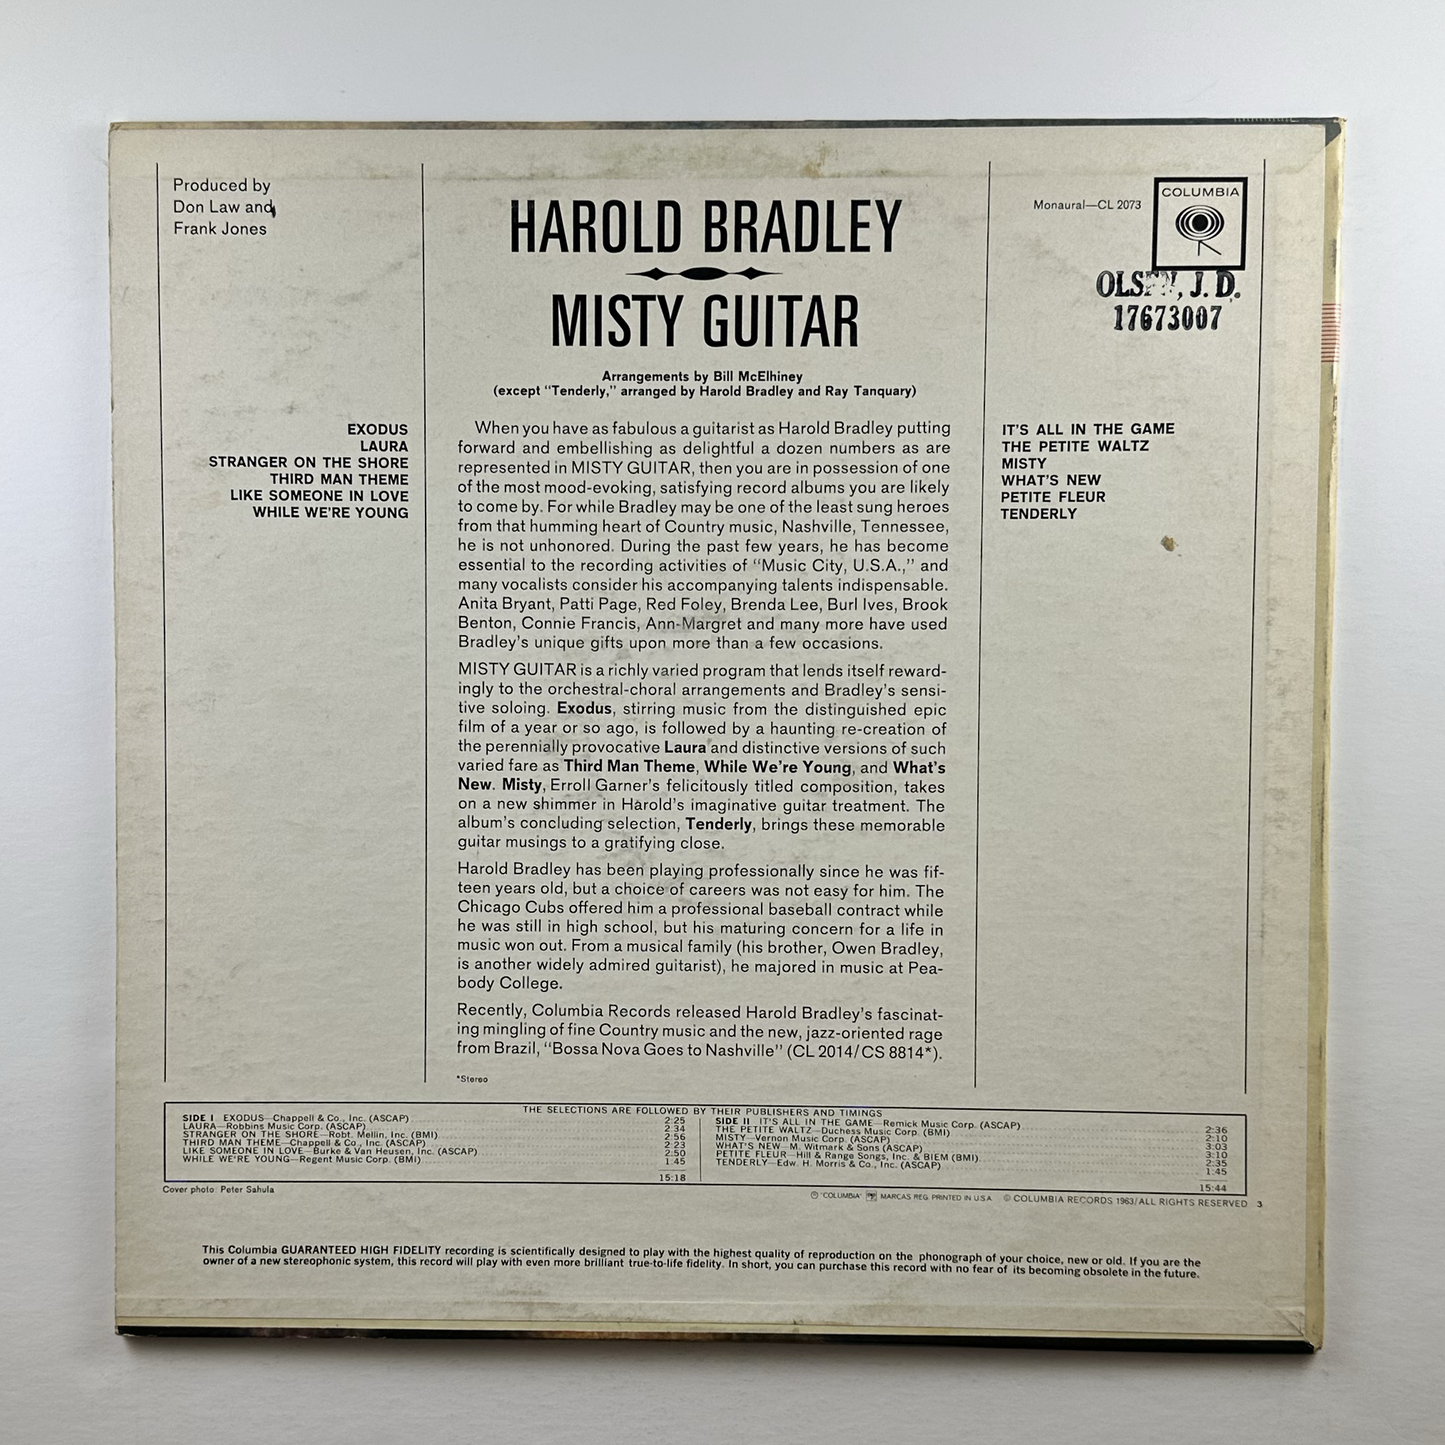 Produced by
Don Law and
Frank Jones
HAROLD BRADLEY
MISTY GUITAR
Monaural—CL 2073
COLUMBIA
OLSEN, J. D.
17673007
Arrangements by Bill McElhiney
(except "Tenderly," arranged by Harold Bradley and Ray Tanquary)
EXODUS
LAURA
STRANGER ON THE SHORE
THIRD MAN THEME
LIKE SOMEONE IN LOVE
WHILE WE'RE YOUNG
When you have as fabulous a guitarist as Harold Bradley putting
forward and embellishing as delightful a dozen numbers as are
represented in MISTY GUITAR, then you are in possession of one
of the most mood-evoking, satisfying record albums you are likely
to come by. For while Bradley may be one of the least sung heroes
from that humming heart of Country music, Nashville, Tennessee,
he is not unhonored. During the past few years, he has become
essential to the recording activities of "Music City, U.S.A.," and
many vocalists consider his accompanying talents indispensable.
Anita Bryant, Patti Page, Red Foley, Brenda Lee, Burl Ives, Brook
Benton, Connie Francis, Ann-Margret and many more have used
Bradley's unique gifts upon more than a few occasions.
MISTY GUITAR is a richly varied program that lends itself reward-
ingly to the orchestral-choral arrangements and Bradley's sensi-
tive soloing. Exodus, stirring music from the distinguished epic
film of a year or so ago, is followed by a haunting re-creation of
the perennially provocative Laura and distinctive versions of such
varied fare as Third Man Theme, While We're Young, and What's
New. Misty, Erroll Garner's felicitously titled composition, takes
on a new shimmer in Harold's imaginative guitar treatment. The
album's concluding selection, Tenderly, brings these memorable
guitar musings to a gratifying close.
Harold Bradley has been playing professionally since he was fif-
teen years old, but a choice of careers was not easy for him. The
Chicago Cubs offered him a professional baseball contract while
he was still in high school, but his maturing concern for a life in
music won out. From a musical family (his brother, Owen Bradley,
is another widely admired guitarist), he majored in music at Pea-
body College.
Recently, Columbia Records released Harold Bradley's fascinat-
ing mingling of fine Country music and the new, jazz-oriented rage
from Brazil, "Bossa Nova Goes to Nashville" (CL 2014/CS 8814*).
*Stereo
IT'S ALL IN THE GAME
THE PETITE WALTZ
MISTY
WHAT'S NEW
PETITE FLEUR
TENDERLY
THE SELECTIONS ARE FOLLOWED BY THEIR PUBLISHERS AND TIMINGS
SIDE I EXODUS—Chappell & Co., Inc. (ASCAP) 2:25
LAURA—Robbins Music Corp. (ASCAP) 2:34
STRANGER ON THE SHORE—Robt. Mellin, Inc. (BMI) 2:56
THIRD MAN THEME—Chappell & Co., Inc. (ASCAP) 2:23
LIKE SOMEONE IN LOVE—Burke & Van Heusen, Inc. (ASCAP) 2:50
WHILE WE'RE YOUNG—Regent Music Corp. (BMI) 1:45
15:18
SIDE II IT'S ALL IN THE GAME—Remick Music Corp. (ASCAP) 2:36
THE PETITE WALTZ—Duchess Music Corp. (BMI) 2:10
MISTY—Vernon Music Corp. (ASCAP) 3:03
WHAT'S NEW—M. Witmark & Sons (ASCAP) 3:10
PETITE FLEUR—Hill & Range Songs, Inc. & BIEM (BMI) 2:35
TENDERLY—Edw. H. Morris & Co., Inc. (ASCAP) 1:45
15:44
Cover photo: Peter Sahula
Ⓟ "COLUMBIA" MARCAS REG. PRINTED IN U.S.A. © COLUMBIA RECORDS 1963/ALL RIGHTS RESERVED 3
This Columbia GUARANTEED HIGH FIDELITY recording is scientifically designed to play with the highest quality of reproduction on the phonograph of your choice, new or old. If you are the
owner of a new stereophonic system, this record will play with even more brilliant true-to-life fidelity. In short, you can purchase this record with no fear of its becoming obsolete in the future.